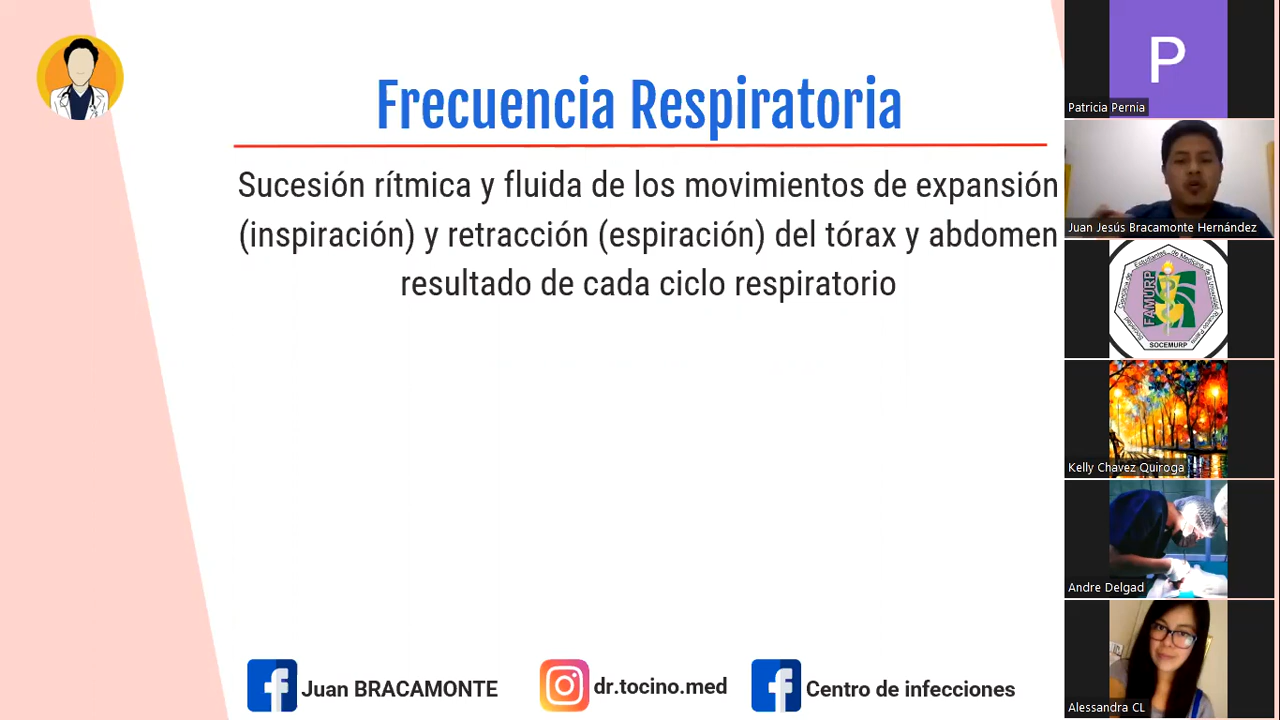 Frecuencia Respiratoria
Sucesión rítmica y fluida de los movimientos de expansión
(inspiración) y retracción (espiración) del tórax y abdomen
resultado de cada ciclo respiratorio
Juan BRACAMONTE
dr.tocino.med
Centro de infecciones
P
Patricia Pernia
Juan Jesús Bracamonte Hernández
FAMURP
SOCEMURP
Kelly Chavez Quiroga
Andre Delgad
Alessandra CL